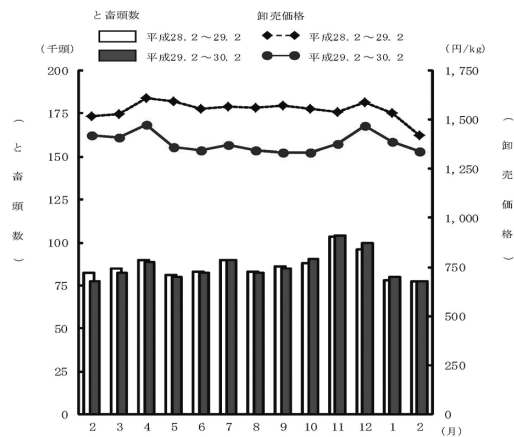 と畜頭数 卸売価格
平成28．2～29．2 平成28．2～29．2
平成29．2～30．2 平成29．2～30．2
(千頭) (円/kg)
200 1,750
175 1,500
150 1,250
125 1,000
100 750
75 500
50 250
25
0 0
（と畜頭数）
（卸売価格）
2 3 4 5 6 7 8 9 10 11 12 1 2 (月)